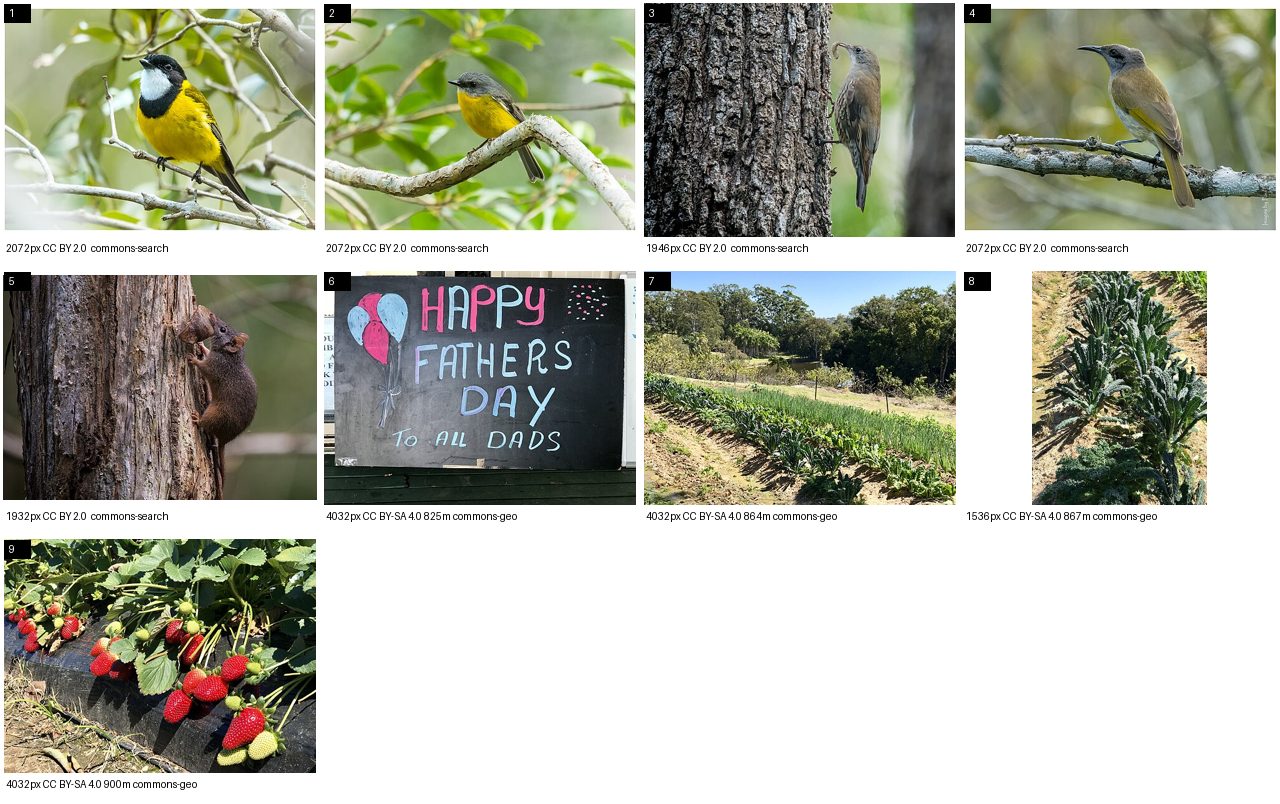 1
2
3
4
2072px CC BY 2.0 commons-search
2072px CC BY 2.0 commons-search
1946px CC BY 2.0 commons-search
2072px CC BY 2.0 commons-search
5
6
7
8
HAPPY
FATHERS
DAY
TO ALL DADS
1932px CC BY 2.0 commons-search
4032px CC BY-SA 4.0 825m commons-geo
4032px CC BY-SA 4.0 864m commons-geo
1536px CC BY-SA 4.0 867m commons-geo
9
4032px CC BY-SA 4.0 900m commons-geo